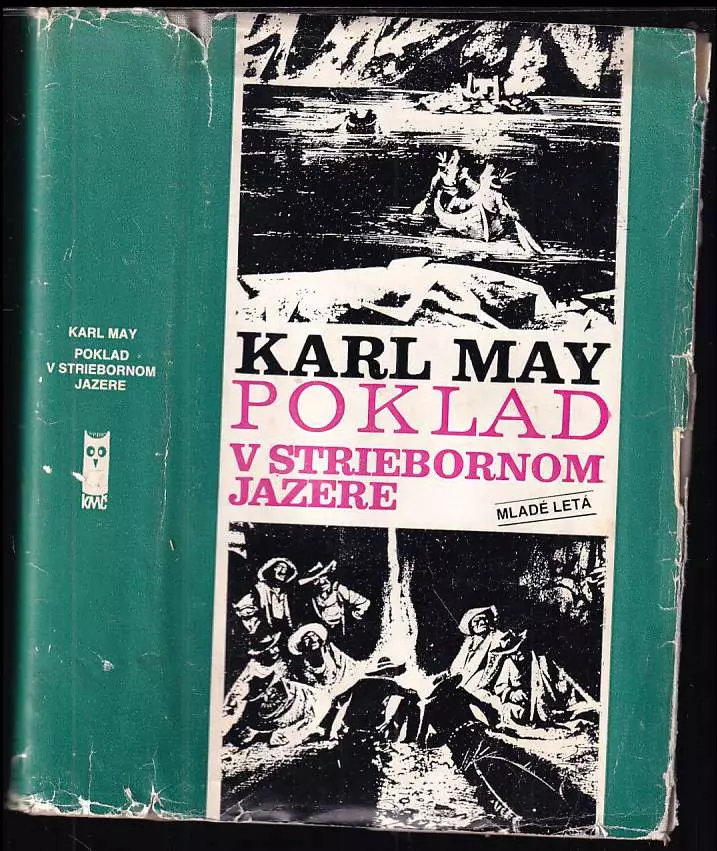 KARL MAY
POKLAD
V STRIEBORNOM
JAZERE
KMČ
KARL MAY
POKLAD
V STRIEBORNOM
JAZERE
MLADÉ LETÁ